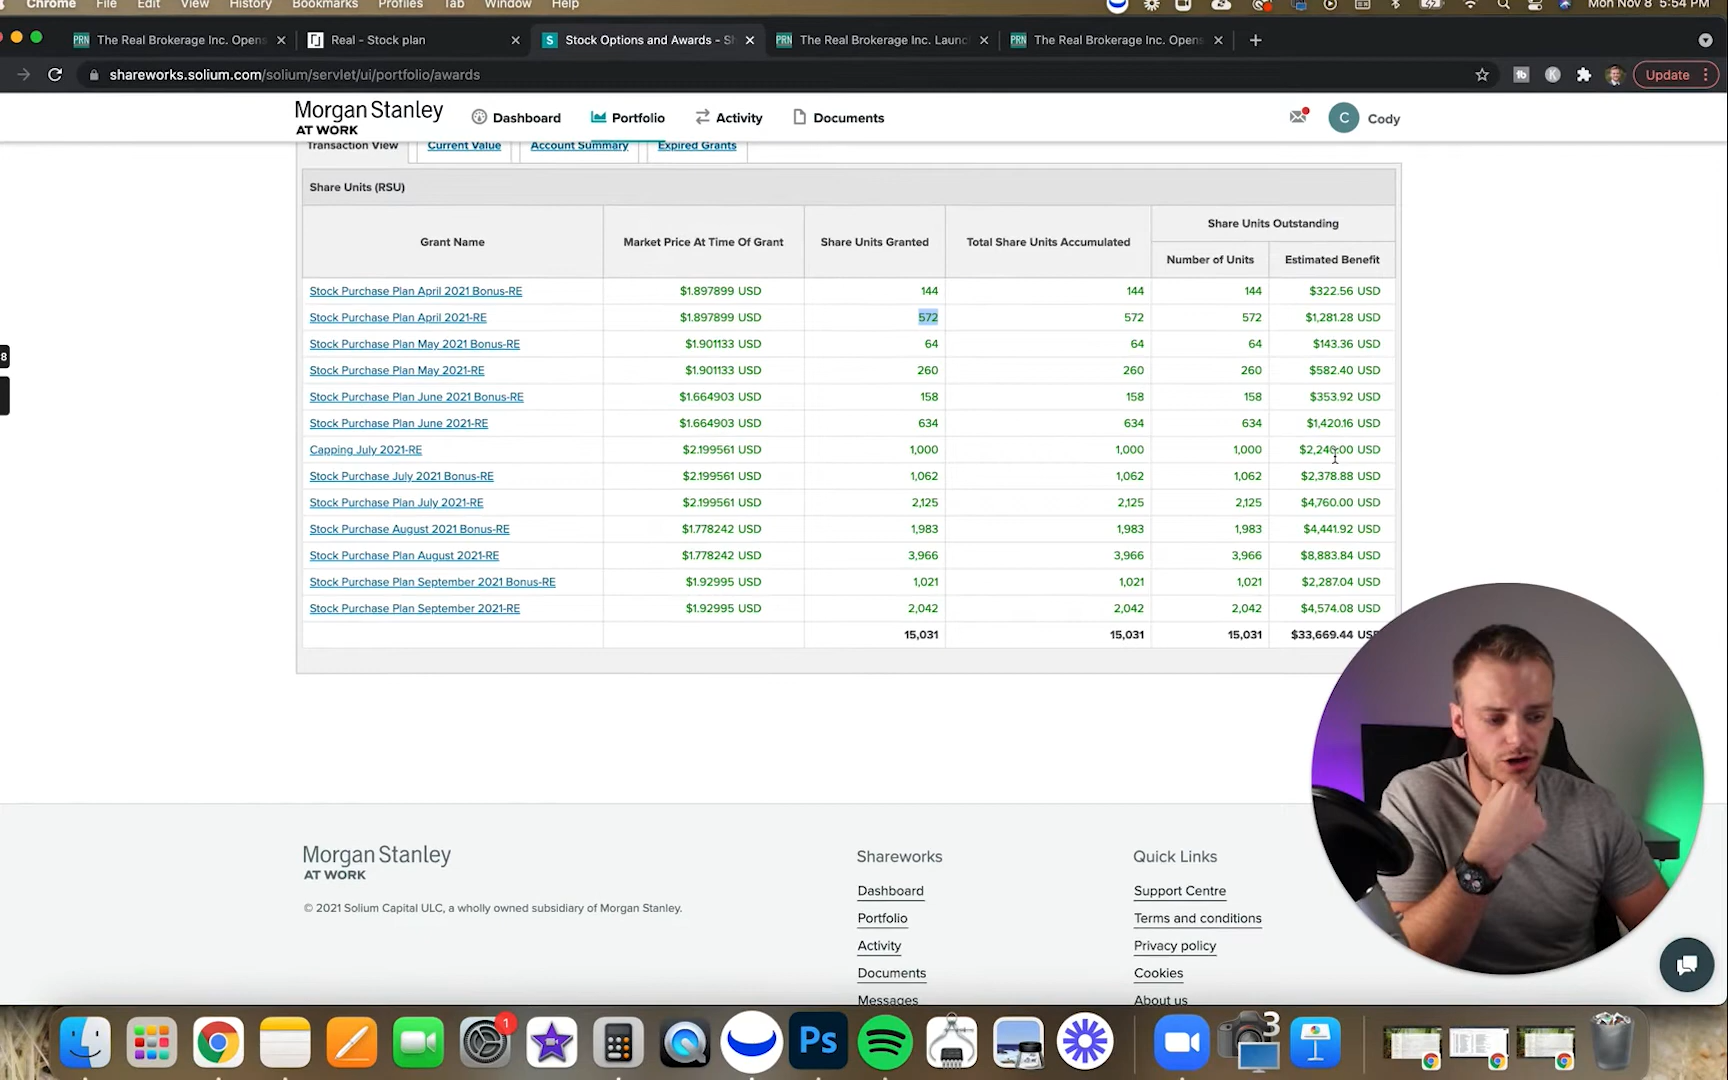 Chrome File Edit View History Bookmarks Profiles Tab Window Help Mon Nov 8 5:54 PM
PRN The Real Brokerage Inc. Opens Real - Stock plan S Stock Options and Awards - Sh PRN The Real Brokerage Inc. Launc PRN The Real Brokerage Inc. Opens
shareworks.solium.com/solium/servlet/ui/portfolio/awards tb K Update
Morgan Stanley
AT WORK
Dashboard Portfolio Activity Documents C Cody
Transaction View Current Value Account Summary Expired Grants
Share Units (RSU)
Share Units Outstanding
Grant Name Market Price At Time Of Grant Share Units Granted Total Share Units Accumulated
Number of Units Estimated Benefit
Stock Purchase Plan April 2021 Bonus-RE $1.897899 USD 144 144 144 $322.56 USD
Stock Purchase Plan April 2021-RE $1.897899 USD 572 572 572 $1,281.28 USD
Stock Purchase Plan May 2021 Bonus-RE $1.901133 USD 64 64 64 $143.36 USD
Stock Purchase Plan May 2021-RE $1.901133 USD 260 260 260 $582.40 USD
Stock Purchase Plan June 2021 Bonus-RE $1.664903 USD 158 158 158 $353.92 USD
Stock Purchase Plan June 2021-RE $1.664903 USD 634 634 634 $1,420.16 USD
Capping July 2021-RE $2.199561 USD 1,000 1,000 1,000 $2,240.00 USD
Stock Purchase July 2021 Bonus-RE $2.199561 USD 1,062 1,062 1,062 $2,378.88 USD
Stock Purchase Plan July 2021-RE $2.199561 USD 2,125 2,125 2,125 $4,760.00 USD
Stock Purchase August 2021 Bonus-RE $1.778242 USD 1,983 1,983 1,983 $4,441.92 USD
Stock Purchase Plan August 2021-RE $1.778242 USD 3,966 3,966 3,966 $8,883.84 USD
Stock Purchase Plan September 2021 Bonus-RE $1.92995 USD 1,021 1,021 1,021 $2,287.04 USD
Stock Purchase Plan September 2021-RE $1.92995 USD 2,042 2,042 2,042 $4,574.08 USD
15,031 15,031 15,031 $33,669.44 USD
8
Morgan Stanley
AT WORK
© 2021 Solium Capital ULC, a wholly owned subsidiary of Morgan Stanley.
Shareworks
Dashboard
Portfolio
Activity
Documents
Messages
Quick Links
Support Centre
Terms and conditions
Privacy policy
Cookies
About us
1
Ps
3